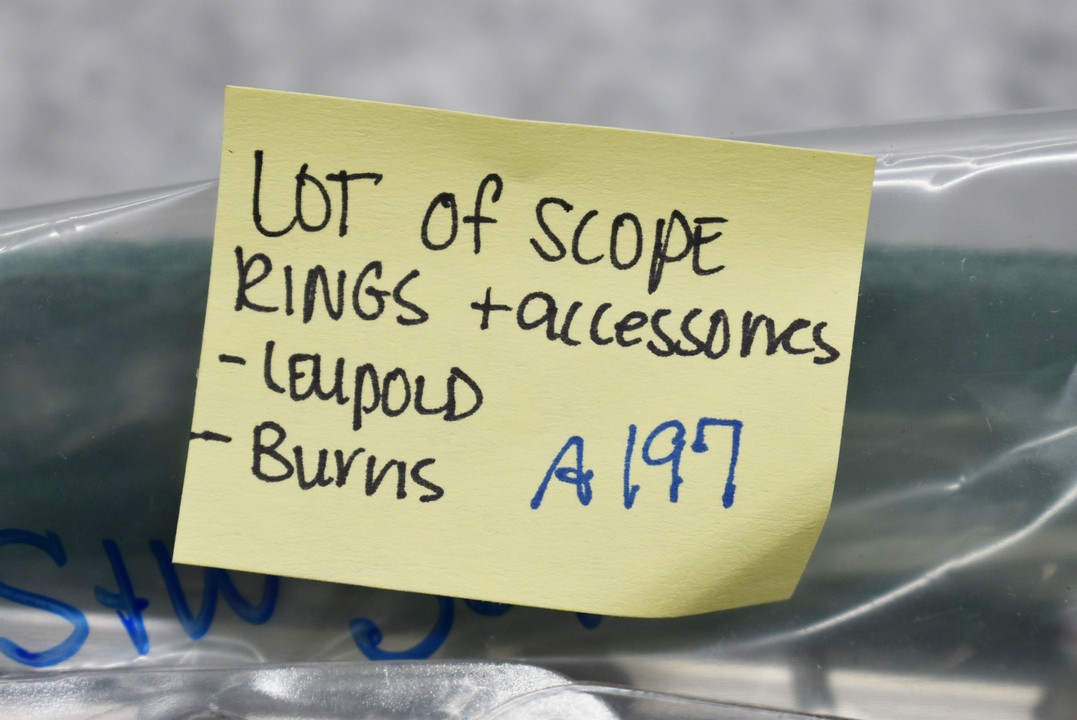 LOT OF SCOPE
RINGS + accessories
- LEUPOLD
- Burris
A197
S+W